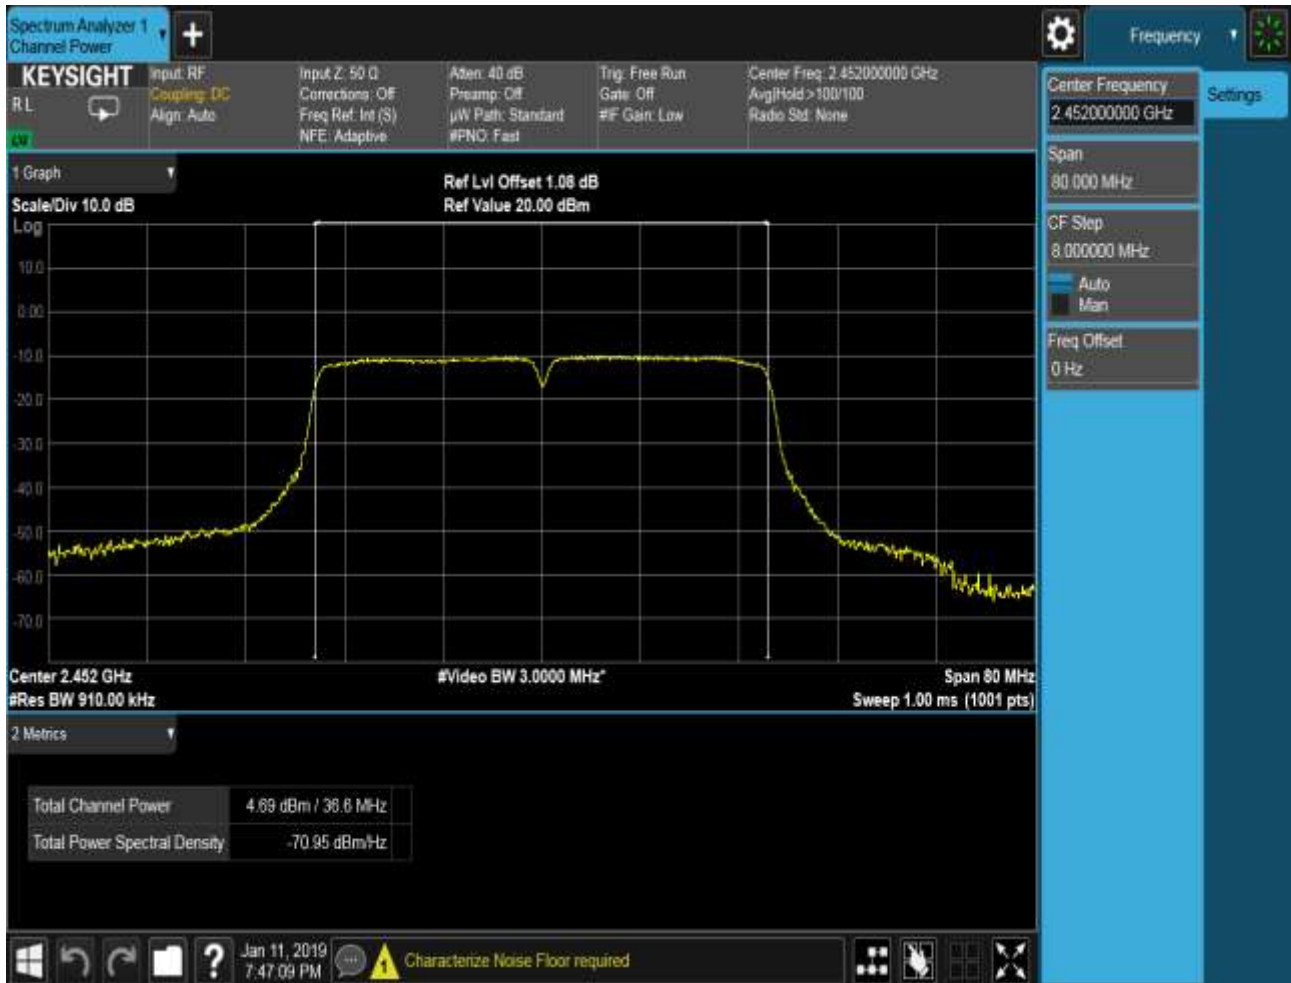 Spectrum Analyzer 1
Channel Power
Frequency
KEYSIGHT
R L
Input: RF
Coupling: DC
Align: Auto
Input Z: 50 Ω
Corrections: Off
Freq Ref: Int (S)
NFE: Adaptive
Atten: 40 dB
Preamp: Off
µW Path: Standard
#PNO: Fast
Trig: Free Run
Gate: Off
#IF Gain: Low
Center Freq: 2.452000000 GHz
Avg|Hold:>100/100
Radio Std: None
Center Frequency
2.452000000 GHz
Settings
Span
80.000 MHz
CF Step
8.000000 MHz
Auto
Man
Freq Offset
0 Hz
1 Graph
Scale/Div 10.0 dB
Ref Lvl Offset 1.08 dB
Ref Value 20.00 dBm
Log
10.0
0.00
-10.0
-20.0
-30.0
-40.0
-50.0
-60.0
-70.0
Center 2.452 GHz
#Res BW 910.00 kHz
#Video BW 3.0000 MHz*
Span 80 MHz
Sweep 1.00 ms (1001 pts)
2 Metrics
Total Channel Power 4.69 dBm / 36.6 MHz
Total Power Spectral Density -70.95 dBm/Hz
?
Jan 11, 2019
7:47:09 PM
1
Characterize Noise Floor required